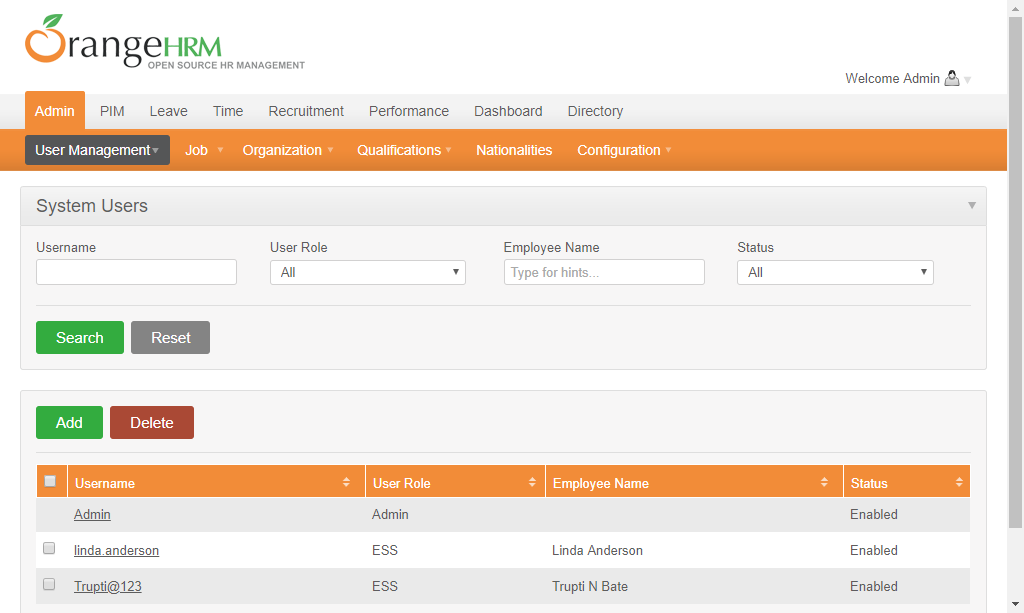 OrangeHRM
OPEN SOURCE HR MANAGEMENT
Welcome Admin
Admin PIM Leave Time Recruitment Performance Dashboard Directory
User Management Job Organization Qualifications Nationalities Configuration
System Users
Username User Role Employee Name Status
All Type for hints... All
Search Reset
Add Delete
Username User Role Employee Name Status
Admin Admin Enabled
linda.anderson ESS Linda Anderson Enabled
Trupti@123 ESS Trupti N Bate Enabled